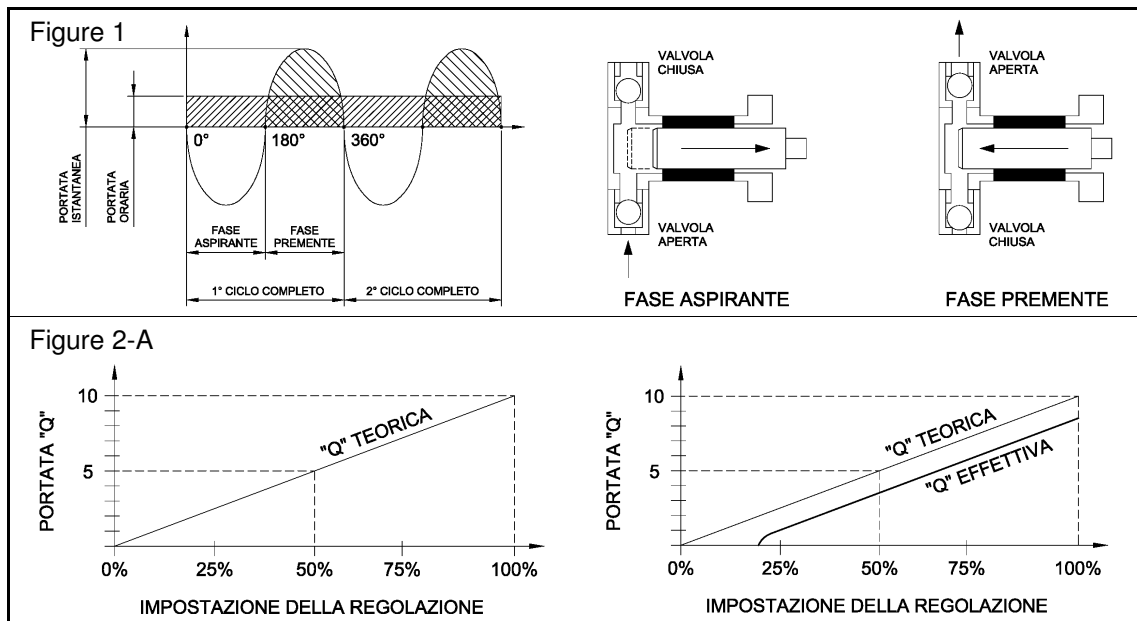 Figure 1
PORTATA
ISTANTANEA
PORTATA
ORARIA
0°
180°
360°
FASE
ASPIRANTE
FASE
PREMENTE
1° CICLO COMPLETO
2° CICLO COMPLETO
VALVOLA
CHIUSA
VALVOLA
APERTA
FASE ASPIRANTE
VALVOLA
APERTA
VALVOLA
CHIUSA
FASE PREMENTE
Figure 2-A
PORTATA "Q"
10
5
"Q" TEORICA
0%
25%
50%
75%
100%
IMPOSTAZIONE DELLA REGOLAZIONE
PORTATA "Q"
10
5
"Q" TEORICA
"Q" EFFETTIVA
0%
25%
50%
75%
100%
IMPOSTAZIONE DELLA REGOLAZIONE